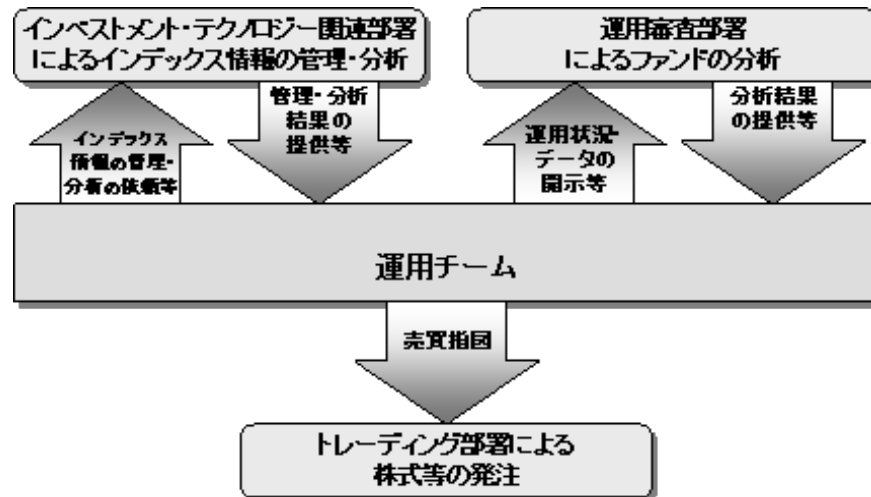 インベストメント・テクノロジー関連部署
によるインデックス情報の管理・分析
運用審査部署
によるファンドの分析
インデックス
情報の管理・
分析の依頼等
管理・分析
結果の
提供等
運用状況・
データの
開示等
分析結果
の提供等
運用チーム
売買指図
トレーディング部署による
株式等の発注